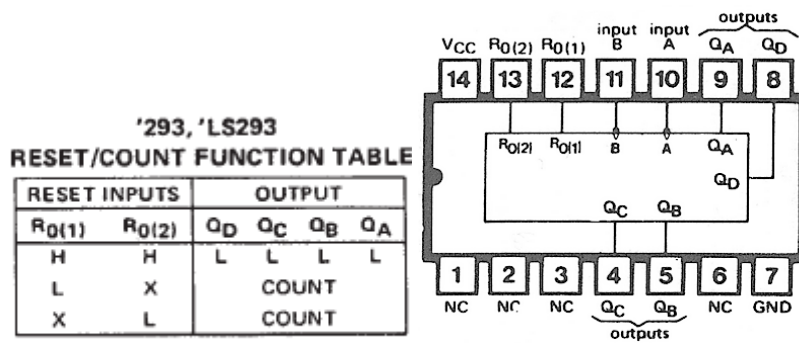 '293, 'LS293
RESET/COUNT FUNCTION TABLE
RESET INPUTS OUTPUT
R0(1) R0(2) QD QC QB QA
H H L L L L
L X COUNT
X L COUNT
outputs
VCC R0(2) R0(1) input B input A QA QD
14 13 12 11 10 9 8
R0(2) R0(1) B A QA
QD
QC QB
1 2 3 4 5 6 7
NC NC NC QC QB NC GND
outputs